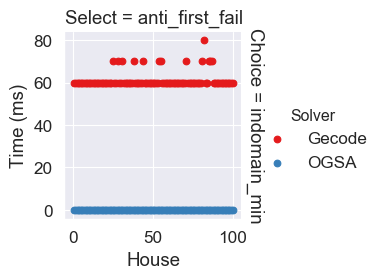 Select = anti_first_fail
Choice = indomain_min
Time (ms)
80
60
40
20
0
0 50 100
House
Solver
Gecode
OGSA